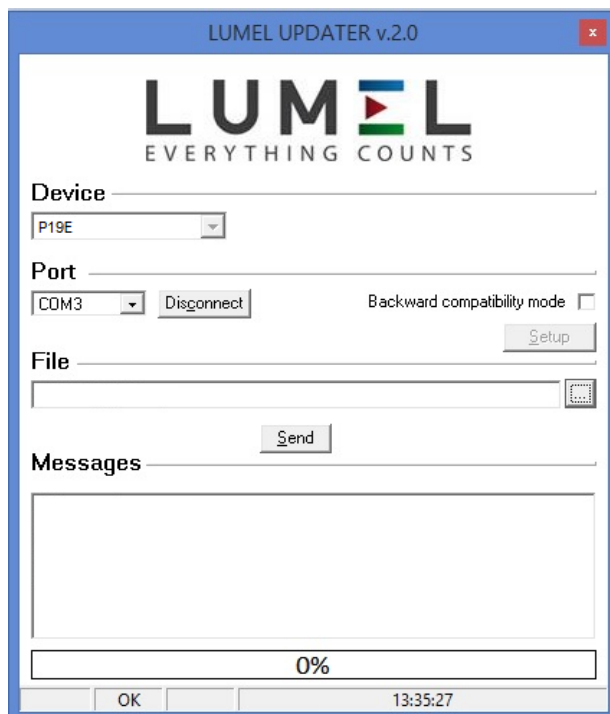 LUMEL UPDATER v.2.0 x
LUMEL
EVERYTHING COUNTS
Device
P19E
Port
COM3 Disconnect Backward compatibility mode
Setup
File
...
Send
Messages
0%
OK 13:35:27